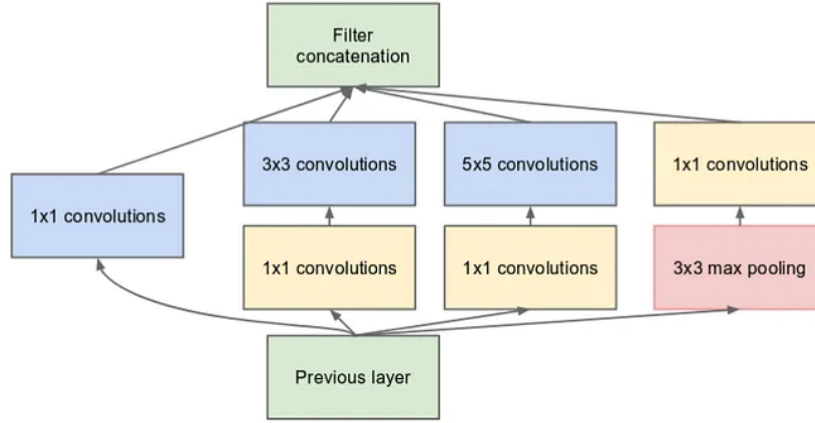 Filter
concatenation
3x3 convolutions
5x5 convolutions
1x1 convolutions
1x1 convolutions
1x1 convolutions
1x1 convolutions
3x3 max pooling
Previous layer